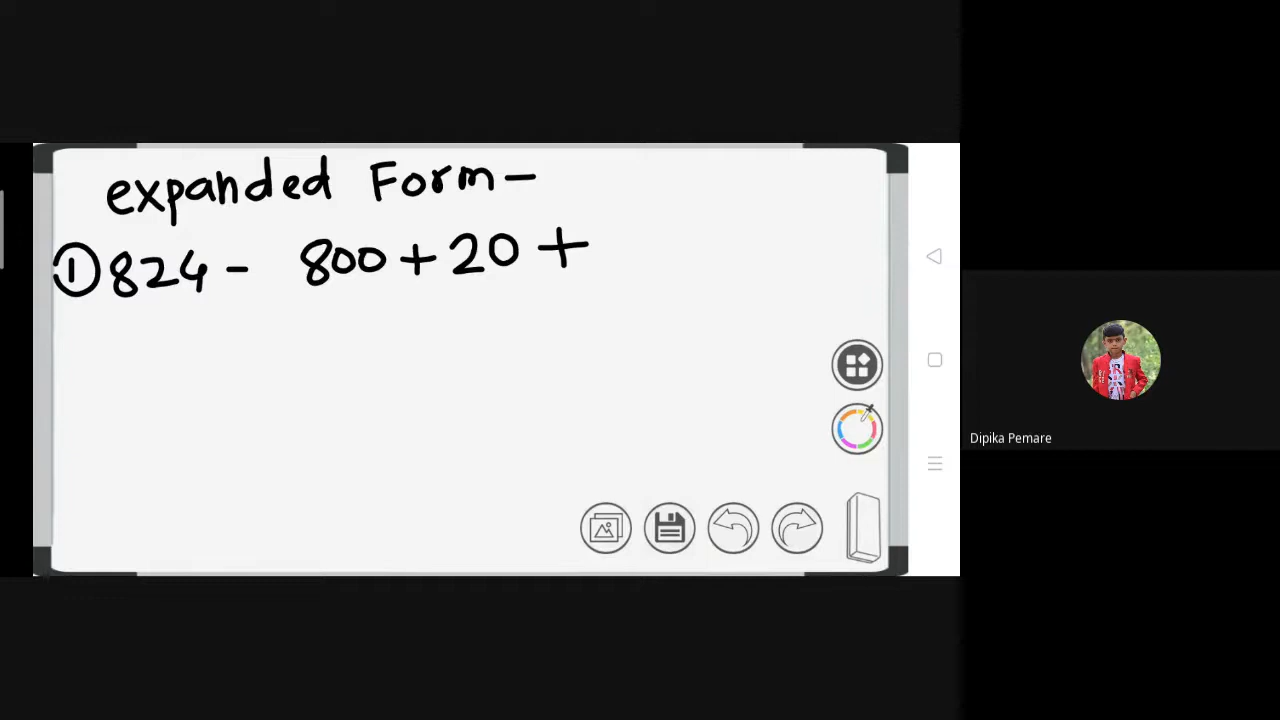 expanded Form-
① 824 - 800 + 20 +
Dipika Pemare